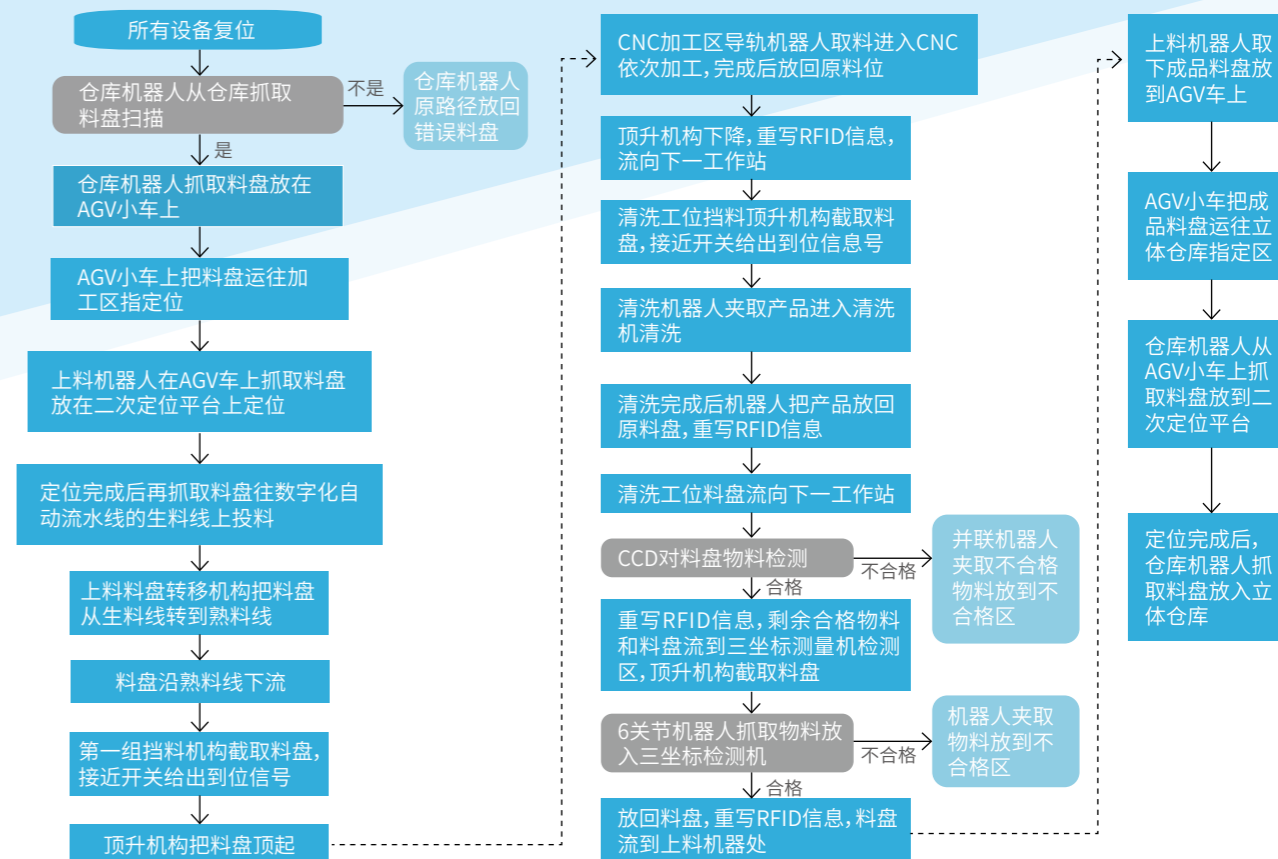 所有设备复位
仓库机器人从仓库抓取
料盘扫描
不是
仓库机器人
原路径放回
错误料盘
是
仓库机器人抓取料盘放在
AGV小车上
AGV小车上把料盘运往加
工区指定位
上料机器人在AGV车上抓取料盘
放在二次定位平台上定位
定位完成后再抓取料盘往数字化自
动流水线的生料线上投料
上料料盘转移机构把料盘
从生料线转到熟料线
料盘沿熟料线下流
第一组挡料机构截取料盘,
接近开关给出到位信号
顶升机构把料盘顶起
CNC加工区导轨机器人取料进入CNC
依次加工,完成后放回原料位
顶升机构下降,重写RFID信息,
流向下一工作站
清洗工位挡料顶升机构截取料
盘,接近开关给出到位信息号
清洗机器人夹取产品进入清洗
机清洗
清洗完成后机器人把产品放回
原料盘,重写RFID信息
清洗工位料盘流向下一工作站
CCD对料盘物料检测
不合格
并联机器人
夹取不合格
物料放到不
合格区
合格
重写RFID信息,剩余合格物料
和料盘流到三坐标测量机检测
区,顶升机构截取料盘
6关节机器人抓取物料放
入三坐标检测机
不合格
机器人夹取
物料放到不
合格区
合格
放回料盘,重写RFID信息,料盘
流到上料机器处
上料机器人取
下成品料盘放
到AGV车上
AGV小车把成
品料盘运往立
体仓库指定区
仓库机器人从
AGV小车上抓
取料盘放到二
次定位平台
定位完成后,
仓库机器人抓
取料盘放入立
体仓库